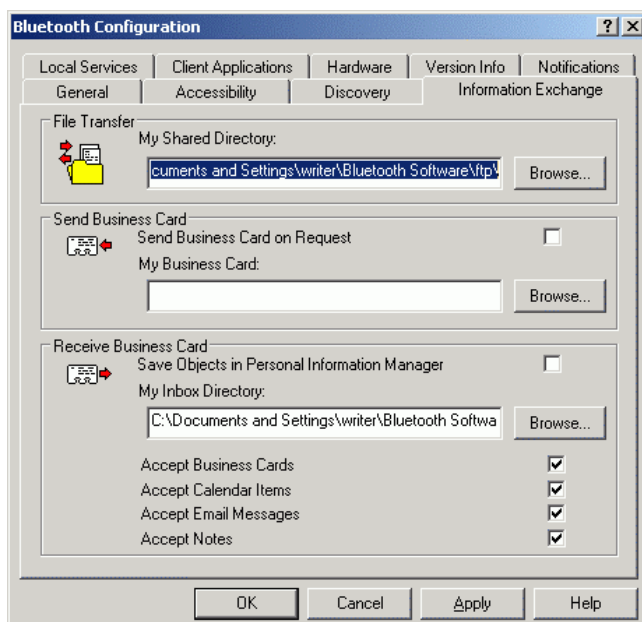 Bluetooth Configuration
Local Services Client Applications Hardware Version Info Notifications
General Accessibility Discovery Information Exchange
File Transfer
My Shared Directory:
cuments and Settings\writer\Bluetooth Software\ftp\
Browse...
Send Business Card
Send Business Card on Request
My Business Card:
Browse...
Receive Business Card
Save Objects in Personal Information Manager
My Inbox Directory:
C:\Documents and Settings\writer\Bluetooth Softwa
Browse...
Accept Business Cards
Accept Calendar Items
Accept Email Messages
Accept Notes
OK Cancel Apply Help